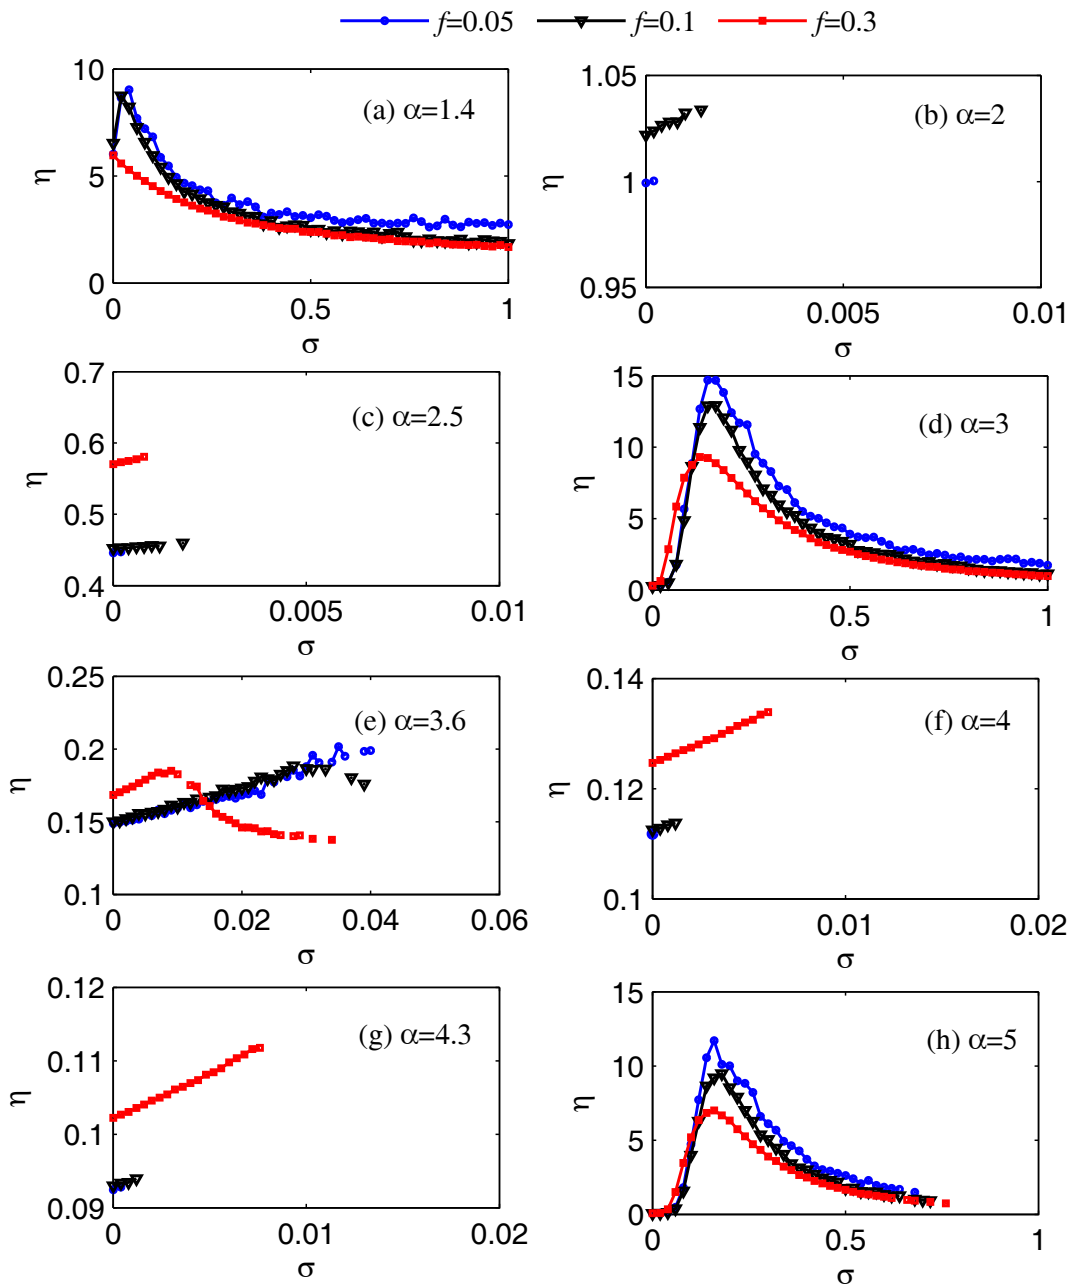 f=0.05 f=0.1 f=0.3
10
5
0
η
(a) α=1.4
0 0.5 1
σ
1.05
1
0.95
η
(b) α=2
0 0.005 0.01
σ
0.7
0.6
0.5
0.4
η
(c) α=2.5
0 0.005 0.01
σ
15
10
5
0
η
(d) α=3
0 0.5 1
σ
0.25
0.2
0.15
0.1
η
(e) α=3.6
0 0.02 0.04 0.06
σ
0.14
0.12
0.1
η
(f) α=4
0 0.01 0.02
σ
0.12
0.11
0.1
0.09
η
(g) α=4.3
0 0.01 0.02
σ
15
10
5
0
η
(h) α=5
0 0.5 1
σ